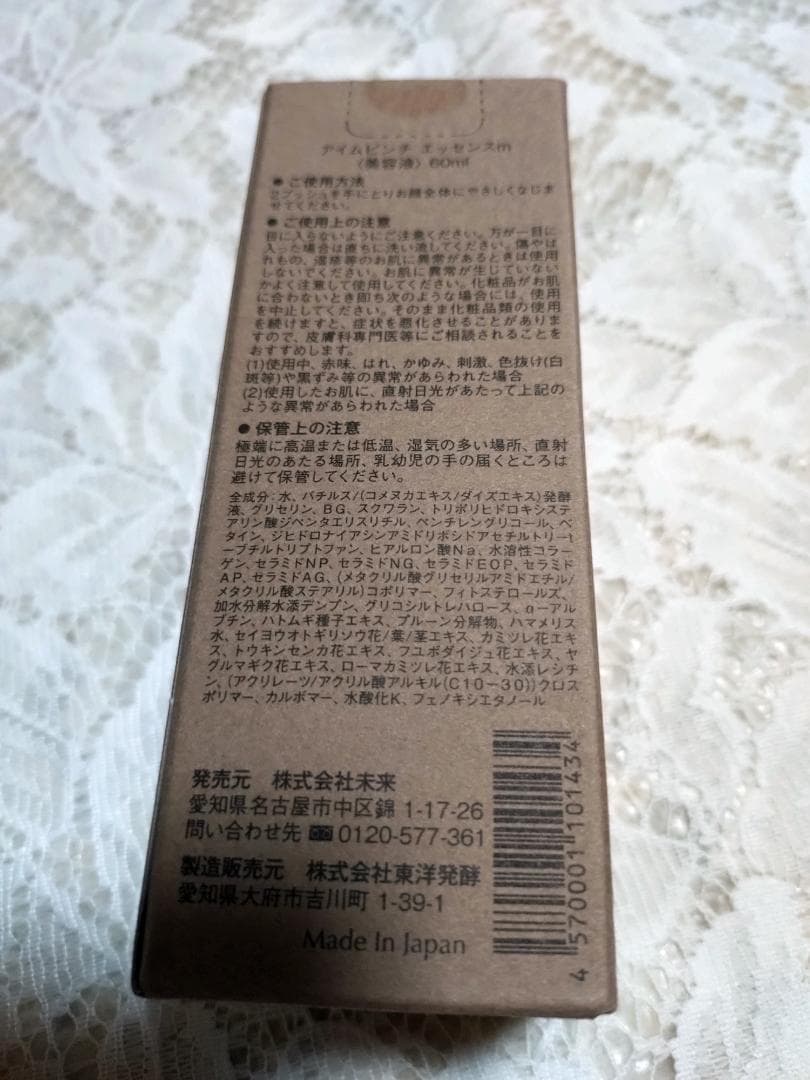 タイムピンチ エッセンスm
〈美容液〉 60ml
● ご使用方法
2プッシュを手にとりお顔全体にやさしくなじま
せてください。
● ご使用上の注意
目に入らないようにご注意ください。万が一目に
入った場合は直ちに洗い流してください。傷やは
れもの、湿疹等のお肌に異常があるときは使用
しないでください。お肌に異常が生じていない
かよく注意して使用してください。化粧品がお肌
に合わないとき即ち次のような場合には、使用
を中止してください。そのまま化粧品類の使用
を続けますと、症状を悪化させることがありま
すので、皮膚科専門医等にご相談されることを
おすすめします。
(1)使用中、赤味、はれ、かゆみ、刺激、色抜け(白
斑等)や黒ずみ等の異常があらわれた場合
(2)使用したお肌に、直射日光があたって上記の
ような異常があらわれた場合
● 保管上の注意
極端に高温または低温、湿気の多い場所、直射
日光のあたる場所、乳幼児の手の届くところは
避けて保管してください。
全成分：水、バチルス/(コメヌカエキス/ダイズエキス)発酵
液、グリセリン、BG、スクワラン、トリポリヒドロキシステ
アリン酸ジペンタエリスリチル、ペンチレングリコール、ベ
タイン、ジヒドロナイアシンアミドリボシドアセチルトリーt
ーブチルトリプトファン、ヒアルロン酸Na、水溶性コラー
ゲン、セラミドNP、セラミドNG、セラミドEOP、セラミド
AP、セラミドAG、(メタクリル酸グリセリルアミドエチル/
メタクリル酸ステアリル)コポリマー、フィトステロールズ、
加水分解水添デンプン、グリコシルトレハロース、α－アル
ブチン、ハトムギ種子エキス、プルーン分解物、ハマメリス
水、セイヨウオトギリソウ花/葉/茎エキス、カミツレ花エキ
ス、トウキンセンカ花エキス、フユボダイジュ花エキス、ヤ
グルマギク花エキス、ローマカミツレ花エキス、水添レシチ
ン、(アクリレーツ/アクリル酸アルキル(C10－30))クロス
ポリマー、カルボマー、水酸化K、フェノキシエタノール
発売元 株式会社未来
愛知県名古屋市中区錦 1-17-26
問い合わせ先 0120-577-361
製造販売元 株式会社東洋発酵
愛知県大府市吉川町 1-39-1
Made In Japan
4 570001 101434